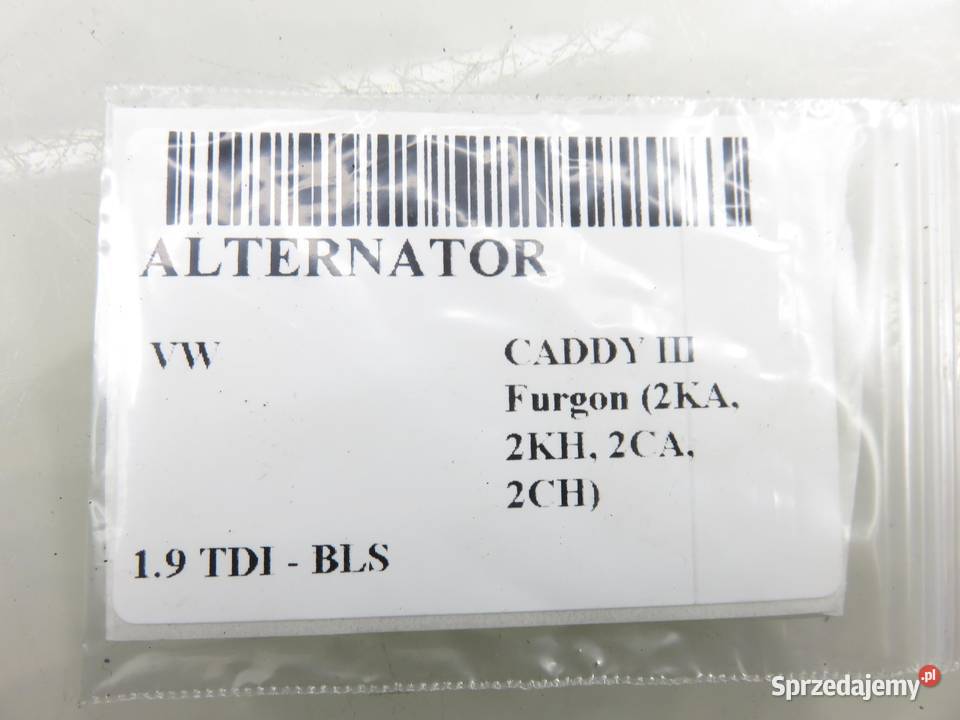 ALTERNATOR
VW
CADDY III
Furgon (2KA,
2KH, 2CA,
2CH)
1.9 TDI - BLS
Sprzedajemy.pl